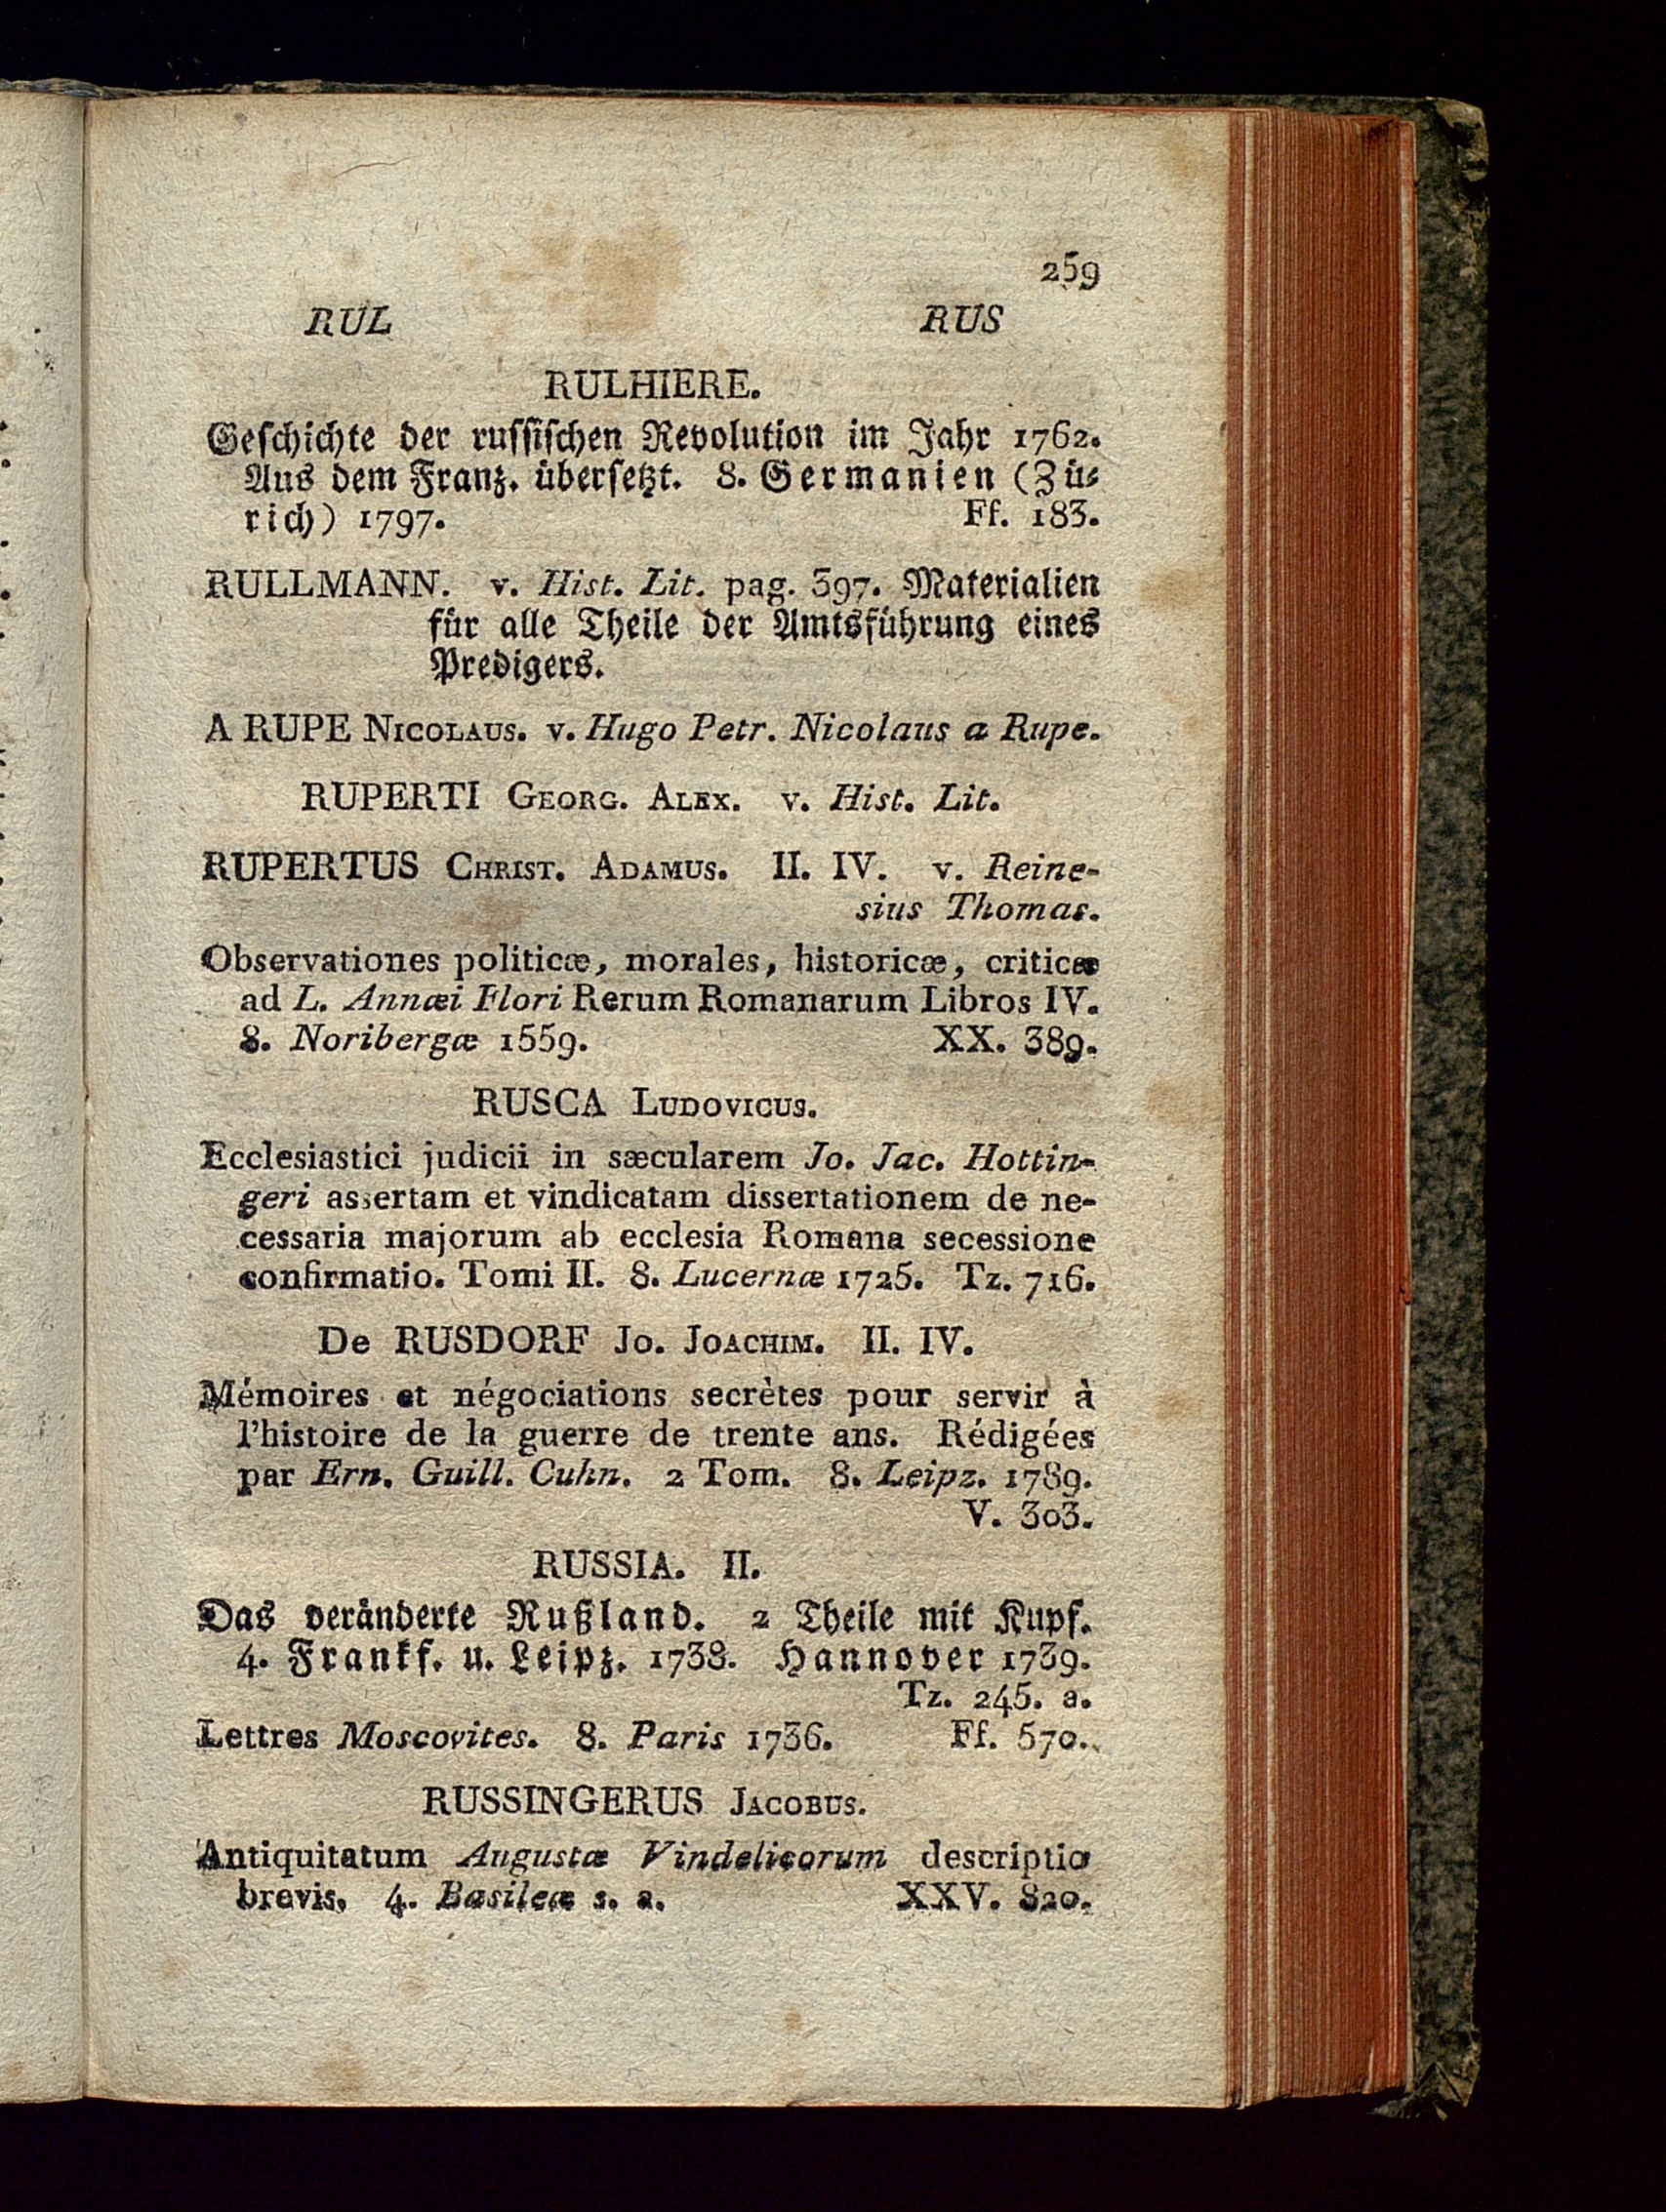 259
RUL RUS
RULHIERE.
Geschichte der russischen Revolution im Jahr 1762.
Aus dem Franz. übersetzt. 8. Germanien (Zü-
rich) 1797. Ff. 183.
RULLMANN. v. Hist. Lit. pag. 397. Materialien
für alle Theile der Amtsführung eines
Predigers.
A RUPE NICOLAUS. v. Hugo Petr. Nicolaus a Rupe.
RUPERTI GEORG. ALEX. v. Hist. Lit.
RUPERTUS CHRIST. ADAMUS. II. IV. v. Reine-
sius Thomas.
Observationes politicæ, morales, historicæ, criticæ
ad L. Annæi Flori Rerum Romanarum Libros IV.
8. Noribergæ 1559. XX. 389.
RUSCA LUDOVICUS.
Ecclesiastici judicii in sæcularem Jo. Jac. Hottin-
geri assertam et vindicatam dissertationem de ne-
cessaria majorum ab ecclesia Romana secessione
confirmatio. Tomi II. 8. Lucernæ 1725. Tz. 716.
De RUSDORF JO. JOACHIM. II. IV.
Mémoires et négociations secrètes pour servir à
l'histoire de la guerre de trente ans. Rédigées
par Ern. Guill. Cuhn. 2 Tom. 8. Leipz. 1789.
V. 303.
RUSSIA. II.
Das veränderte Rußland. 2 Theile mit Kupf.
4. Frankf. u. Leipz. 1738. Hannover 1739.
Tz. 245. a.
Lettres Moscovites. 8. Paris 1736. Ff. 570.
RUSSINGERUS JACOBUS.
Antiquitatum Augustæ Vindelicorum descriptio
brevis. 4. Basileæ s. a. XXV. 820.